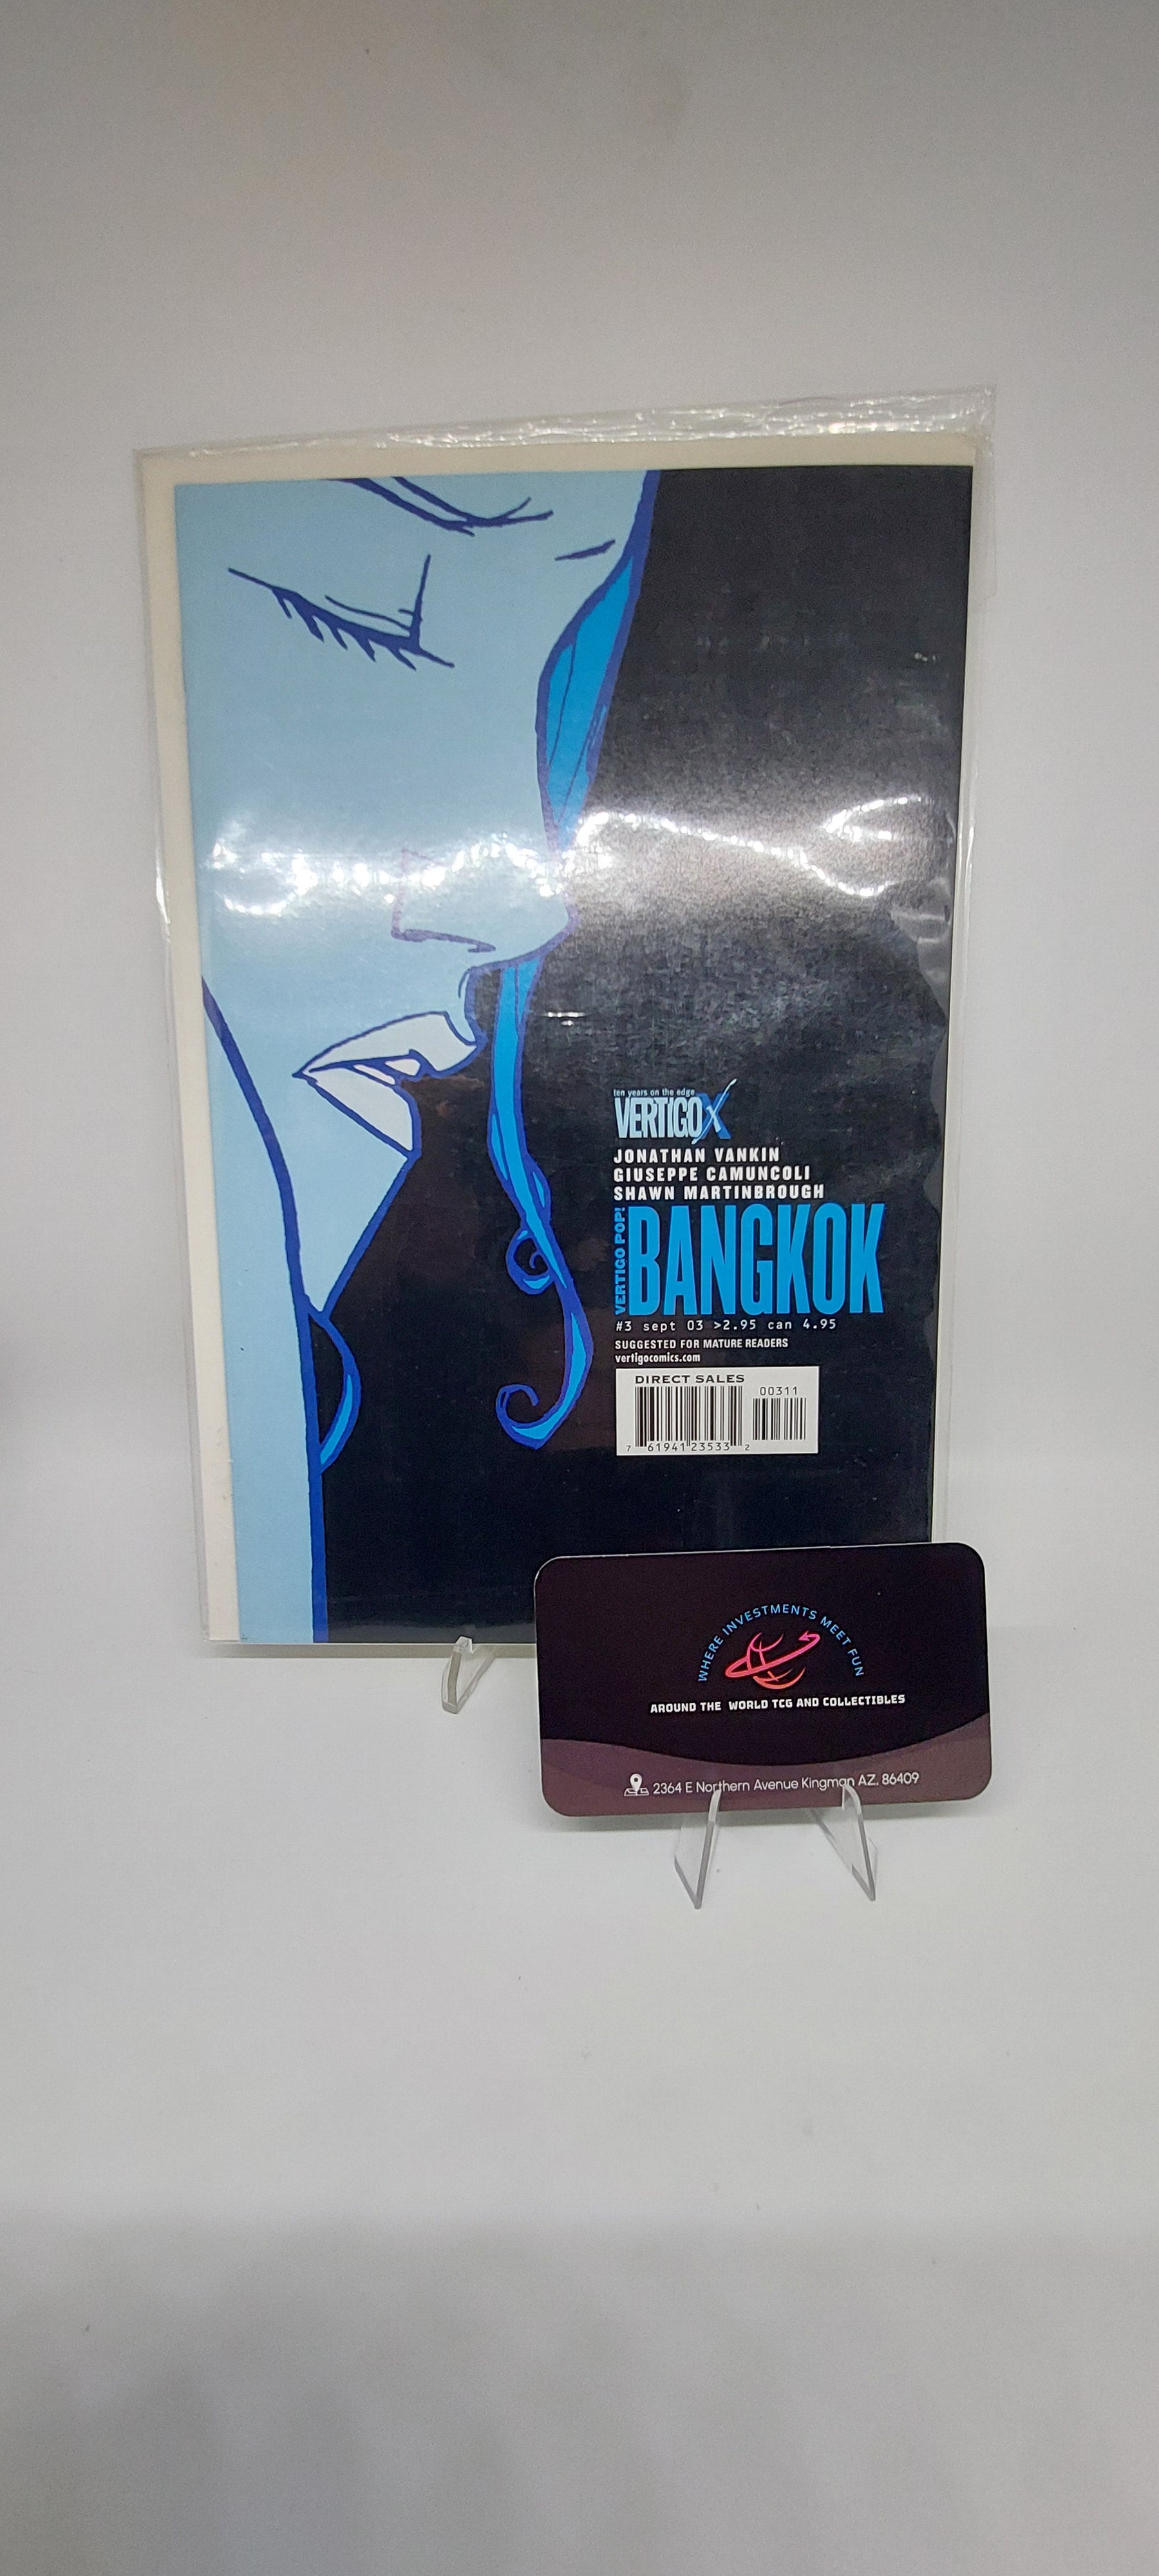 ten years on the edge
VERTIGO X
JONATHAN VANKIN
GIUSEPPE CAMUNCOLI
SHAWN MARTINBROUGH
VERTIGO POP!
BANGKOK
#3 sept 03 >2.95 can 4.95
SUGGESTED FOR MATURE READERS
vertigocomics.com
DIRECT SALES
00311
7 61941 23533 2
WHERE INVESTMENTS MEET FUN
AROUND THE WORLD TCG AND COLLECTIBLES
2364 E Northern Avenue Kingman AZ. 86409